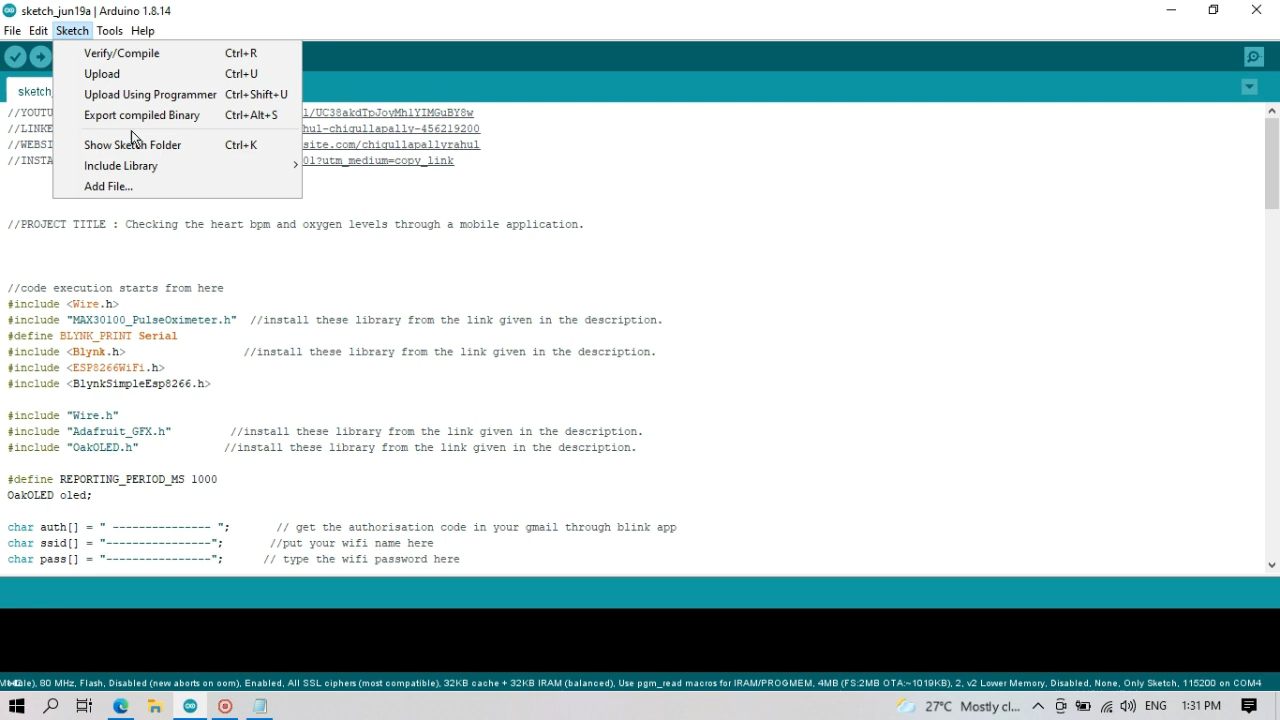 sketch_jun19a | Arduino 1.8.14
File Edit Sketch Tools Help
Verify/Compile Ctrl+R
Upload Ctrl+U
Upload Using Programmer Ctrl+Shift+U
Export compiled Binary Ctrl+Alt+S
Show Sketch Folder Ctrl+K
Include Library
Add File...
sketch_
//YOUTU l/UC38akdTpJovMhlYIMGuBY8w
//LINKE hul-chigullapally-456219200
//WEBSI site.com/chigullapallyrahul
//INSTA 0l?utm_medium=copy_link
//PROJECT TITLE : Checking the heart bpm and oxygen levels through a mobile application.
//code execution starts from here
#include <Wire.h>
#include "MAX30100_PulseOximeter.h" //install these library from the link given in the description.
#define BLYNK_PRINT Serial
#include <Blynk.h> //install these library from the link given in the description.
#include <ESP8266WiFi.h>
#include <BlynkSimpleEsp8266.h>
#include "Wire.h"
#include "Adafruit_GFX.h" //install these library from the link given in the description.
#include "OakOLED.h" //install these library from the link given in the description.
#define REPORTING_PERIOD_MS 1000
OakOLED oled;
char auth[] = " --------------- "; // get the authorisation code in your gmail through blink app
char ssid[] = "----------------"; //put your wifi name here
char pass[] = "----------------"; // type the wifi password here
ble), 80 MHz, Flash, Disabled (new aborts on oom), Enabled, All SSL ciphers (most compatible), 32KB cache + 32KB IRAM (balanced), Use pgm_read macros for IRAM/PROGMEM, 4MB (FS:2MB OTA:~1019KB), 2, v2 Lower Memory, Disabled, None, Only Sketch, 115200 on COM4
27°C Mostly cl... ENG 1:31 PM